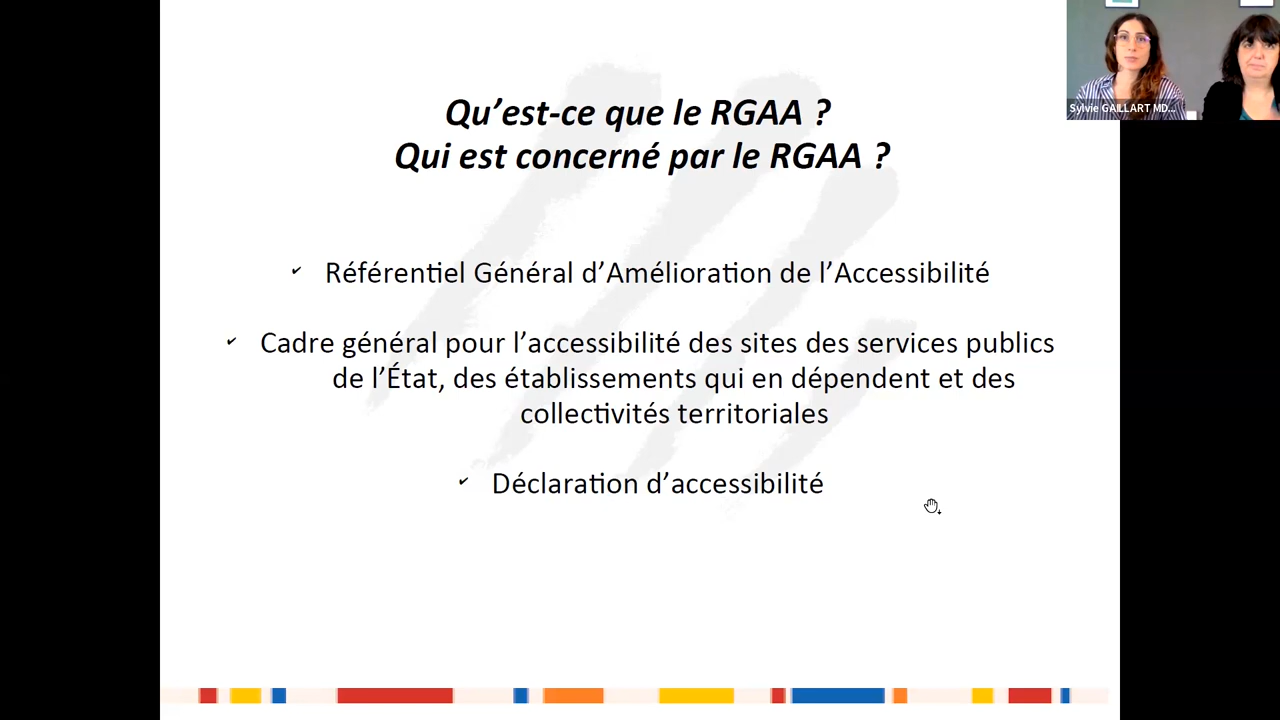 Sylvie GAILLART MD...
Qu’est-ce que le RGAA ?
Qui est concerné par le RGAA ?
✔ Référentiel Général d’Amélioration de l’Accessibilité
✔ Cadre général pour l’accessibilité des sites des services publics
de l’État, des établissements qui en dépendent et des
collectivités territoriales
✔ Déclaration d’accessibilité